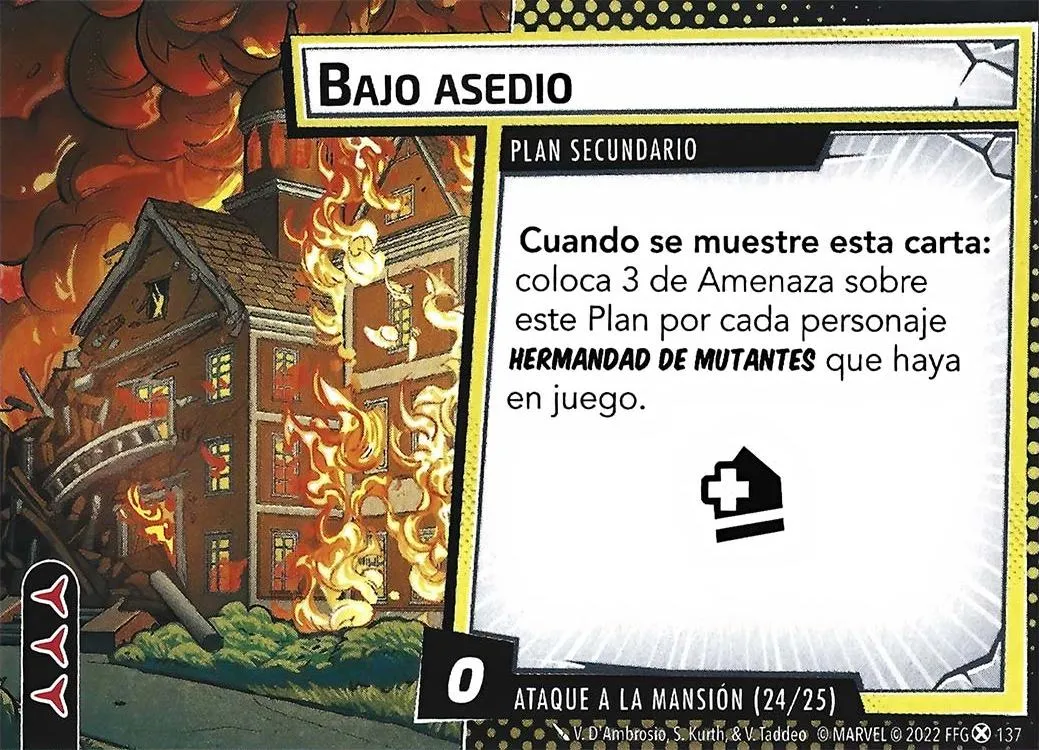 BAJO ASEDIO
PLAN SECUNDARIO
Cuando se muestre esta carta:
coloca 3 de Amenaza sobre
este Plan por cada personaje
HERMANDAD DE MUTANTES que haya
en juego.
0
ATAQUE A LA MANSIÓN (24/25)
V. D'Ambrosio, S. Kurth, & V. Taddeo © MARVEL © 2022 FFG 137